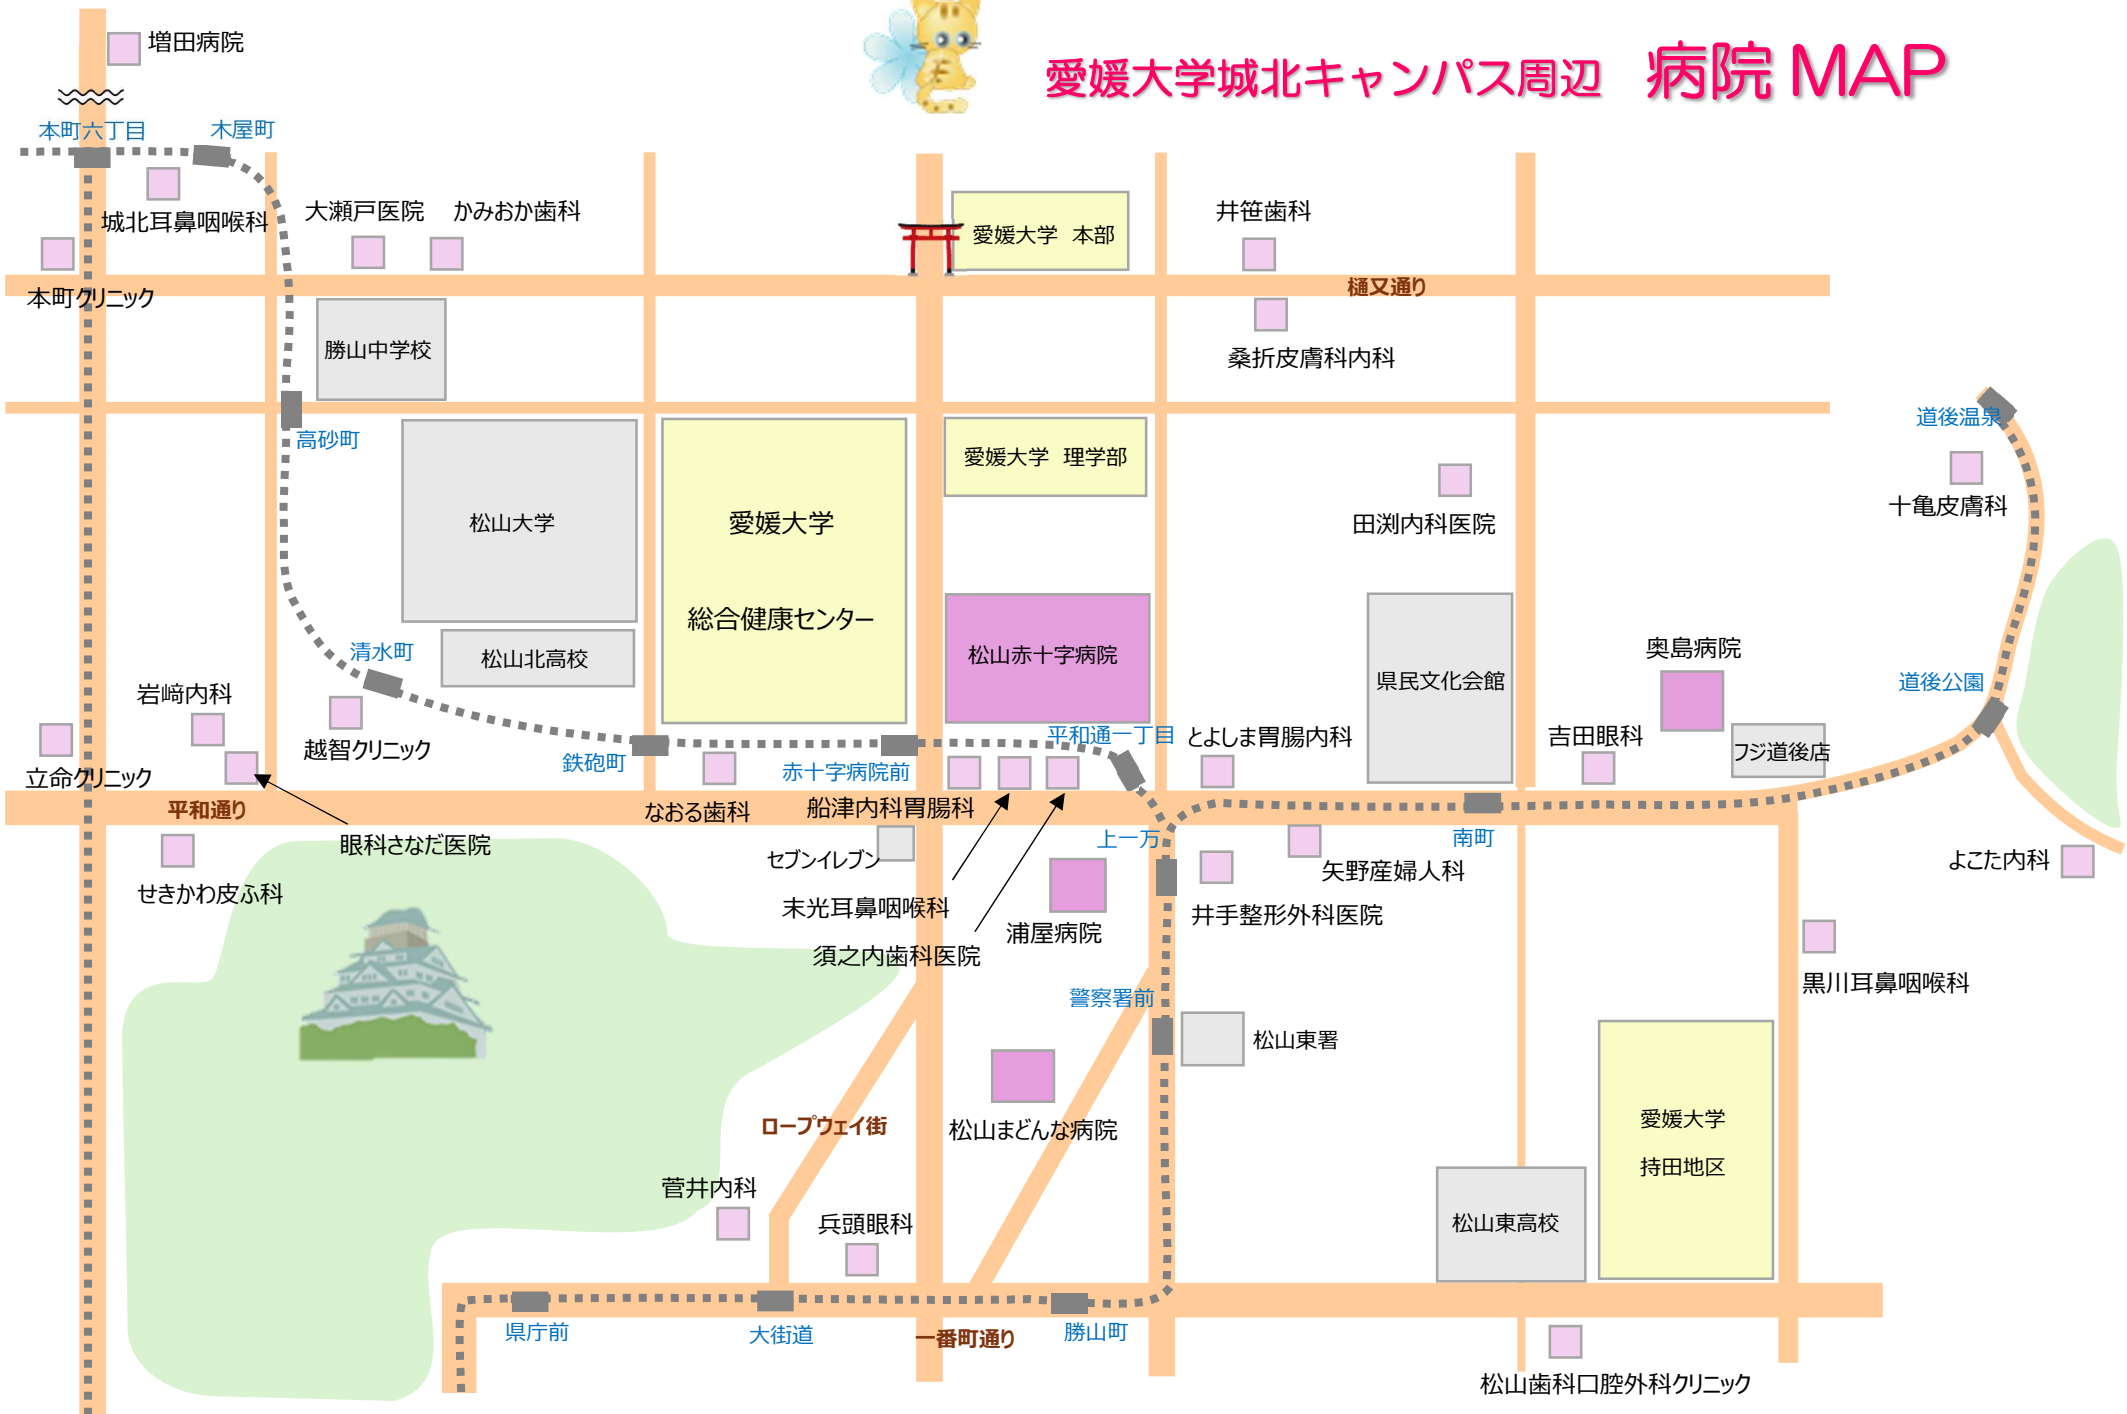 愛媛大学城北キャンパス周辺　病院 MAP
増田病院
本町六丁目
木屋町
城北耳鼻咽喉科
大瀬戸医院
かみおか歯科
愛媛大学　本部
井笹歯科
本町クリニック
樋又通り
勝山中学校
桑折皮膚科内科
高砂町
道後温泉
松山大学
愛媛大学
総合健康センター
愛媛大学　理学部
田渕内科医院
十亀皮膚科
清水町
松山北高校
松山赤十字病院
県民文化会館
奥島病院
道後公園
岩﨑内科
越智クリニック
鉄砲町
赤十字病院前
平和通一丁目
とよしま胃腸内科
吉田眼科
フジ道後店
立命クリニック
平和通り
なおる歯科
船津内科胃腸科
眼科さなだ医院
セブンイレブン
上一万
南町
せきかわ皮ふ科
矢野産婦人科
よこた内科
末光耳鼻咽喉科
浦屋病院
井手整形外科医院
須之内歯科医院
黒川耳鼻咽喉科
警察署前
松山東署
ロープウェイ街
松山まどんな病院
愛媛大学
持田地区
菅井内科
兵頭眼科
松山東高校
県庁前
大街道
一番町通り
勝山町
松山歯科口腔外科クリニック